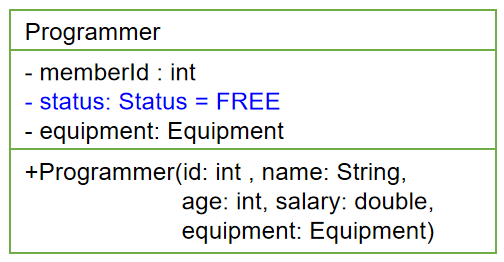 Programmer
- memberId : int
- status: Status = FREE
- equipment: Equipment
+Programmer(id: int , name: String,
age: int, salary: double,
equipment: Equipment)